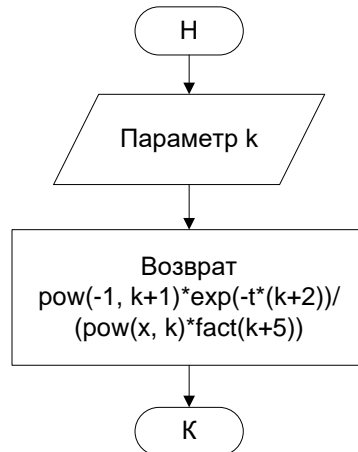 Н
Параметр k
Возврат
pow(-1, k+1)*exp(-t*(k+2))/
(pow(x, k)*fact(k+5))
К